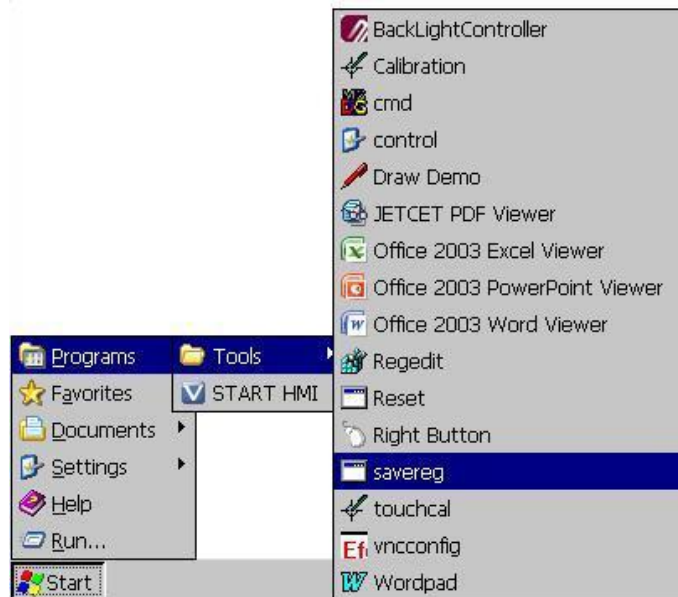 BackLightController
Calibration
cmd
control
Draw Demo
JETCET PDF Viewer
Office 2003 Excel Viewer
Office 2003 PowerPoint Viewer
Office 2003 Word Viewer
Regedit
Reset
Right Button
savereg
touchcal
vncconfig
Wordpad
Tools
START HMI
Programs
Favorites
Documents
Settings
Help
Run...
Start